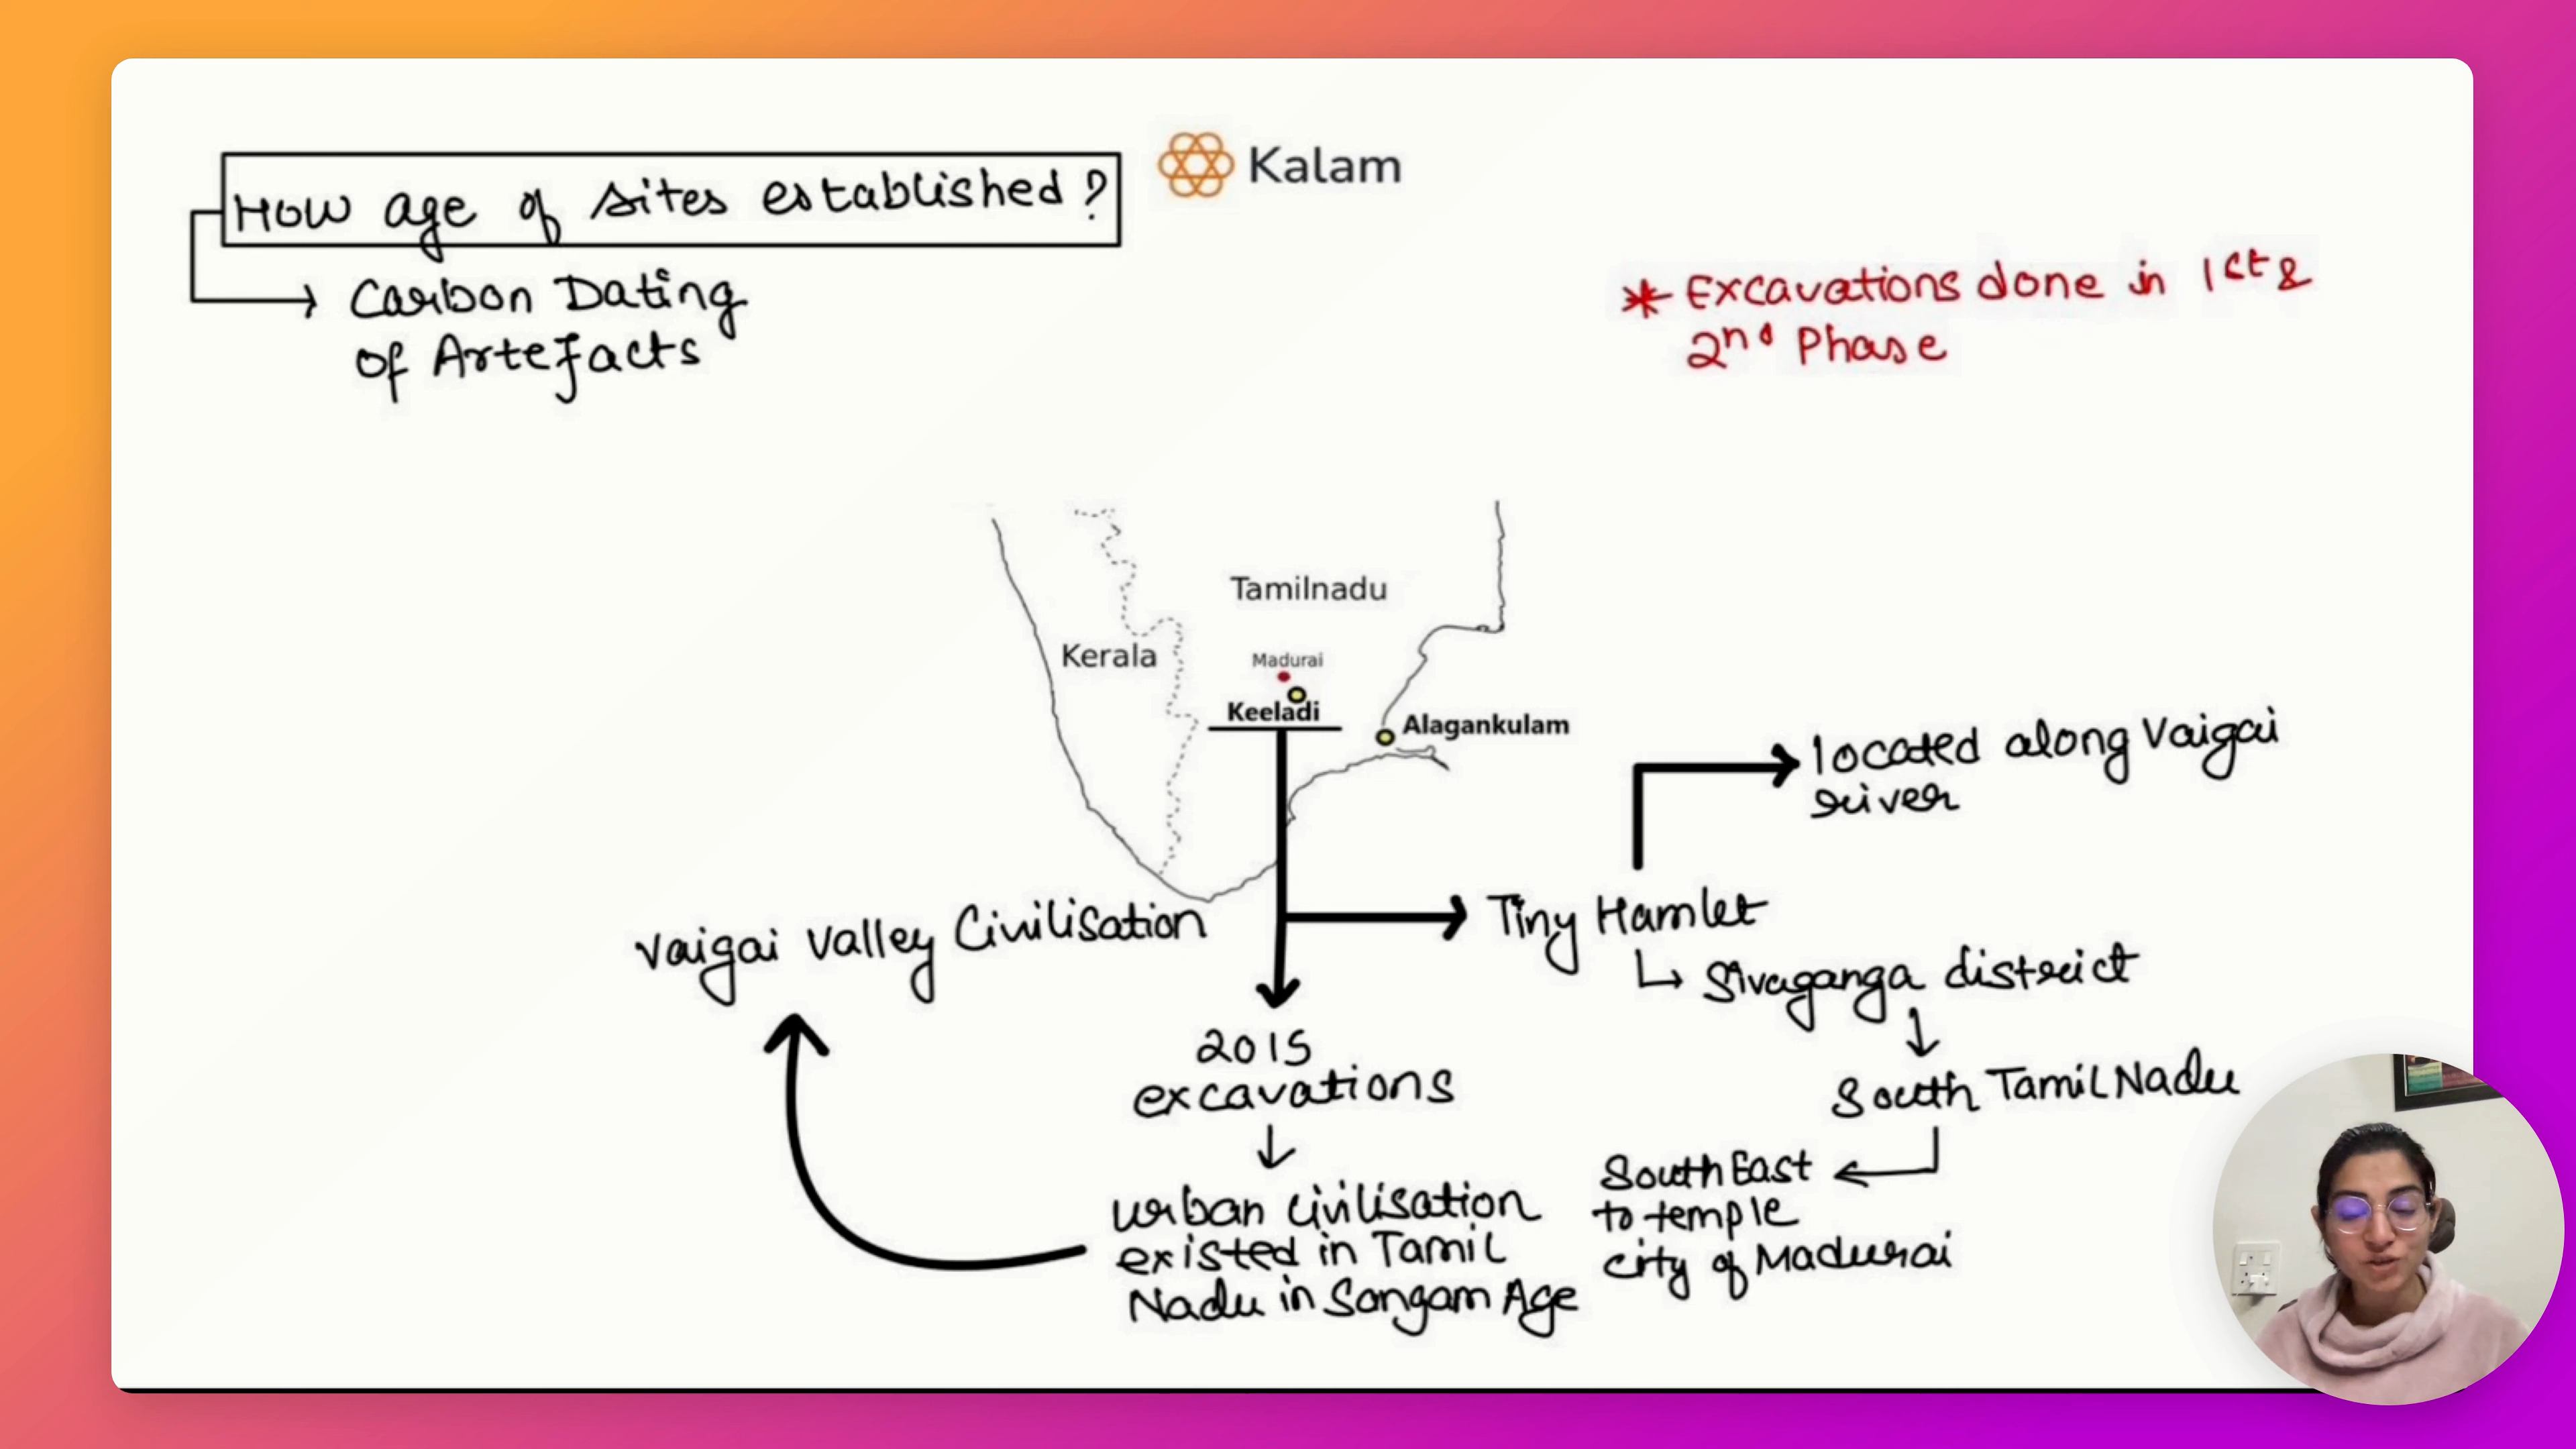 How age of sites established?
Kalam
Carbon Dating
of Artefacts
* Excavations done in 1st &
2nd Phase
Tamilnadu
Kerala
Madurai
Keeladi
Alagankulam
located along Vaigai
river
Tiny Hamlet
Vaigai Valley Civilisation
↳ Sivaganga district
2015
excavations
South Tamil Nadu
Urban civilisation
existed in Tamil
Nadu in Sangam Age
South East
to temple
city of Madurai